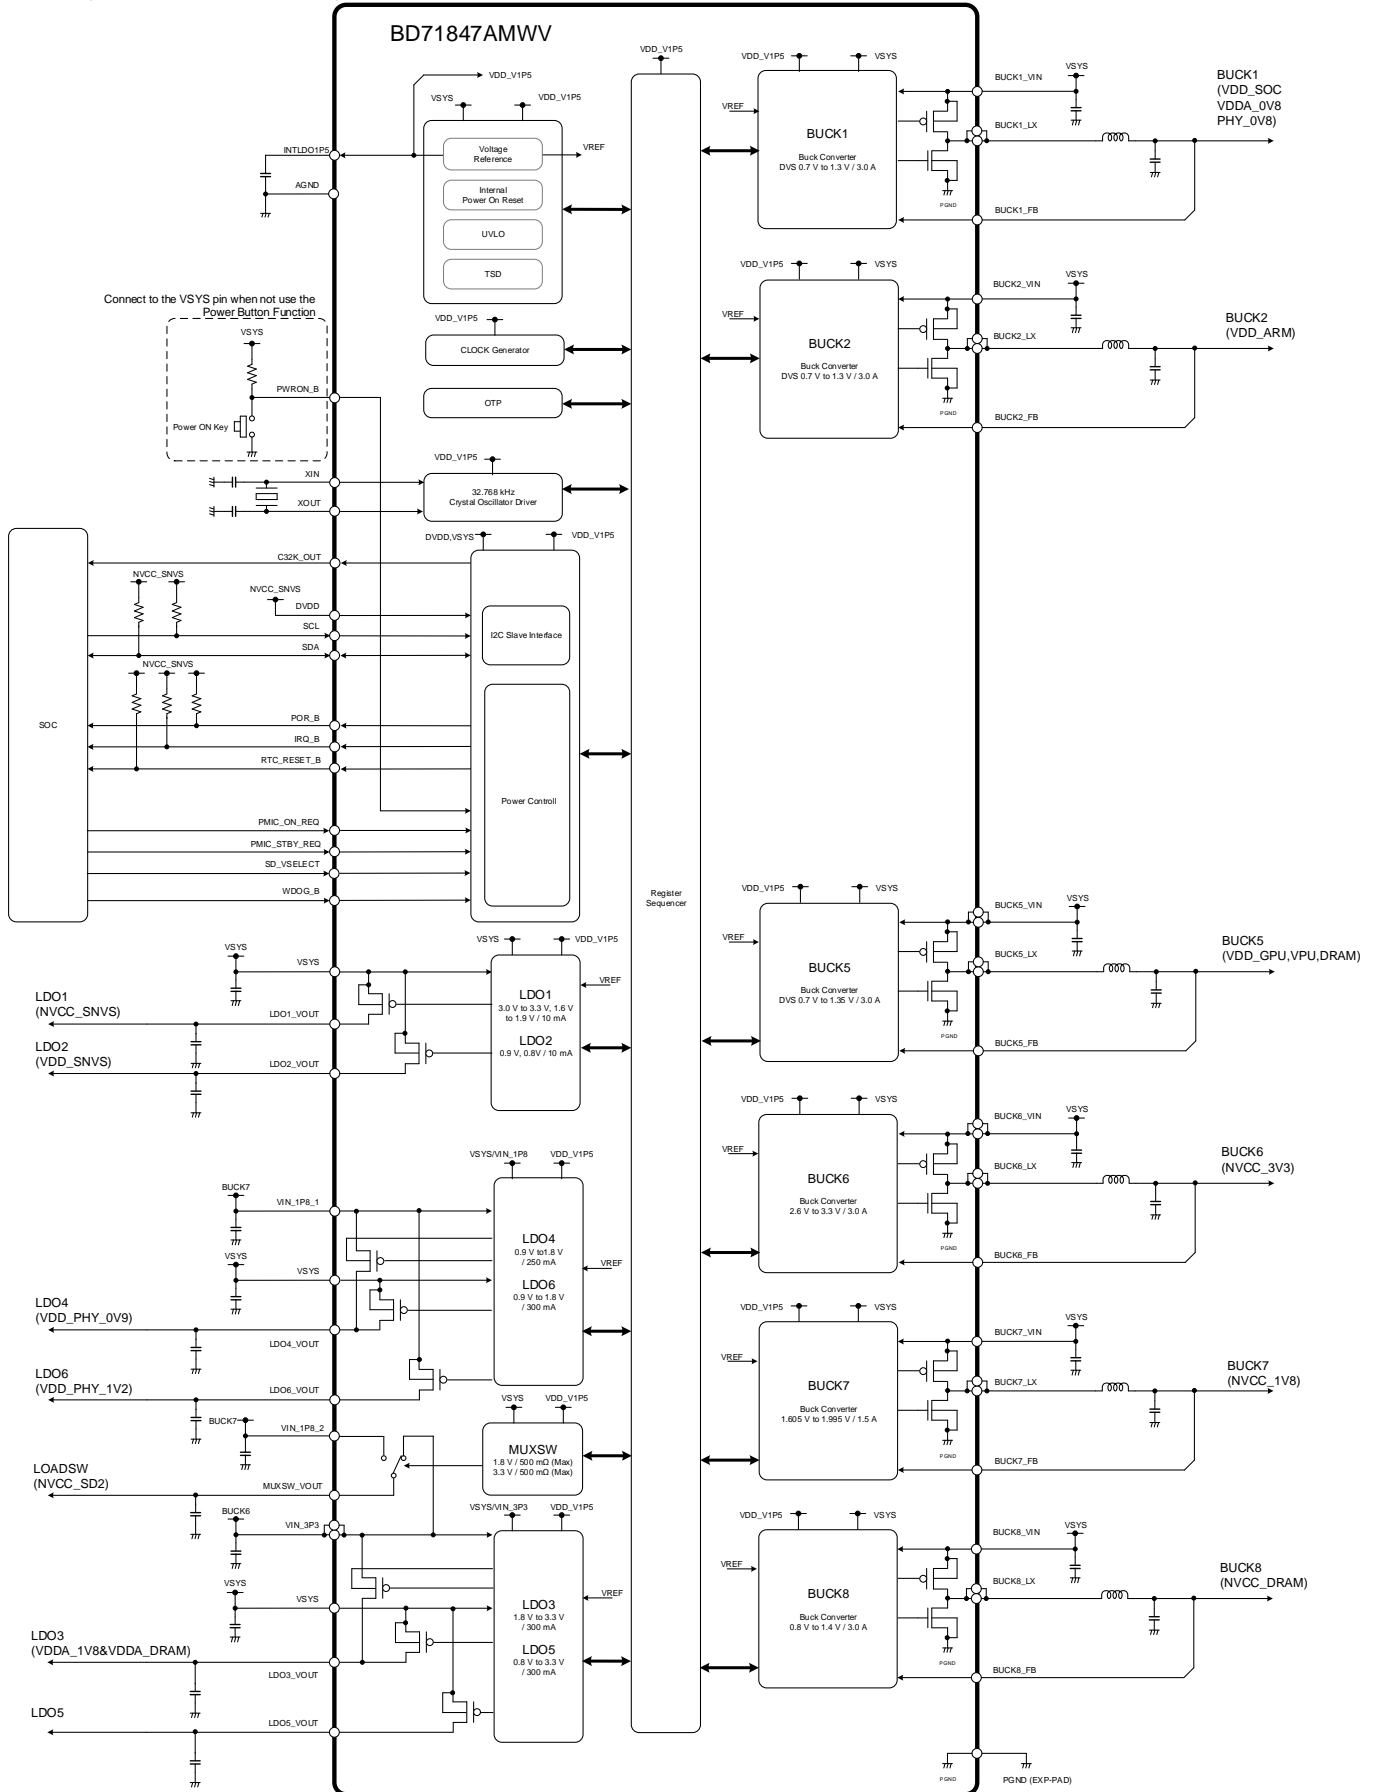 BD71847AMWV
VDD_V1P5
VSYS
VDD_V1P5
INTLDO1P5
Voltage
Reference
VREF
AGND
Internal
Power On Reset
UVLO
TSD
Connect to the VSYS pin when not use the
Power Button Function
VSYS
PWRON_B
Power ON Key
VDD_V1P5
CLOCK Generator
OTP
XIN
XOUT
VDD_V1P5
32.768 kHz
Crystal Oscillator Driver
SOC
DVDD,VSYS
VDD_V1P5
C32K_OUT
NVCC_SNVS
NVCC_SNVS
DVDD
SCL
SDA
I2C Slave Interface
NVCC_SNVS
POR_B
IRQ_B
RTC_RESET_B
Power Controll
PMIC_ON_REQ
PMIC_STBY_REQ
SD_VSELECT
WDOG_B
VSYS
VDD_V1P5
VSYS
VSYS
VREF
LDO1
(NVCC_SNVS)
LDO1_VOUT
LDO1
3.0 V to 3.3 V, 1.6 V
to 1.9 V / 10 mA
LDO2
(VDD_SNVS)
LDO2_VOUT
LDO2
0.9 V, 0.8V / 10 mA
VSYS/VIN_1P8
VDD_V1P5
BUCK7
VIN_1P8_1
LDO4
0.9 V to1.8 V
/ 250 mA
VREF
VSYS
VSYS
LDO6
0.9 V to 1.8 V
/ 300 mA
LDO4
(VDD_PHY_0V9)
LDO4_VOUT
LDO6
(VDD_PHY_1V2)
LDO6_VOUT
VSYS
VDD_V1P5
BUCK7
VIN_1P8_2
MUXSW
1.8 V / 500 mΩ (Max)
3.3 V / 500 mΩ (Max)
LOADSW
(NVCC_SD2)
MUXSW_VOUT
VSYS/VIN_3P3
VDD_V1P5
BUCK6
VIN_3P3
VSYS
VSYS
VREF
LDO3
1.8 V to 3.3 V
/ 300 mA
LDO5
0.8 V to 3.3 V
/ 300 mA
LDO3
(VDDA_1V8&VDDA_DRAM)
LDO3_VOUT
LDO5
LDO5_VOUT
VDD_V1P5
Register
Sequencer
VDD_V1P5
VSYS
VREF
BUCK1
Buck Converter
DVS 0.7 V to 1.3 V / 3.0 A
BUCK1_VIN
VSYS
BUCK1_LX
PGND
BUCK1_FB
BUCK1
(VDD_SOC
VDDA_0V8
PHY_0V8)
VDD_V1P5
VSYS
VREF
BUCK2
Buck Converter
DVS 0.7 V to 1.3 V / 3.0 A
BUCK2_VIN
VSYS
BUCK2_LX
PGND
BUCK2_FB
BUCK2
(VDD_ARM)
VDD_V1P5
VSYS
VREF
BUCK5
Buck Converter
DVS 0.7 V to 1.35 V / 3.0 A
BUCK5_VIN
VSYS
BUCK5_LX
PGND
BUCK5_FB
BUCK5
(VDD_GPU,VPU,DRAM)
VDD_V1P5
VSYS
VREF
BUCK6
Buck Converter
2.6 V to 3.3 V / 3.0 A
BUCK6_VIN
VSYS
BUCK6_LX
PGND
BUCK6_FB
BUCK6
(NVCC_3V3)
VDD_V1P5
VSYS
VREF
BUCK7
Buck Converter
1.605 V to 1.995 V / 1.5 A
BUCK7_VIN
VSYS
BUCK7_LX
PGND
BUCK7_FB
BUCK7
(NVCC_1V8)
VDD_V1P5
VSYS
VREF
BUCK8
Buck Converter
0.8 V to 1.4 V / 3.0 A
BUCK8_VIN
VSYS
BUCK8_LX
PGND
BUCK8_FB
BUCK8
(NVCC_DRAM)
PGND
PGND (EXP-PAD)